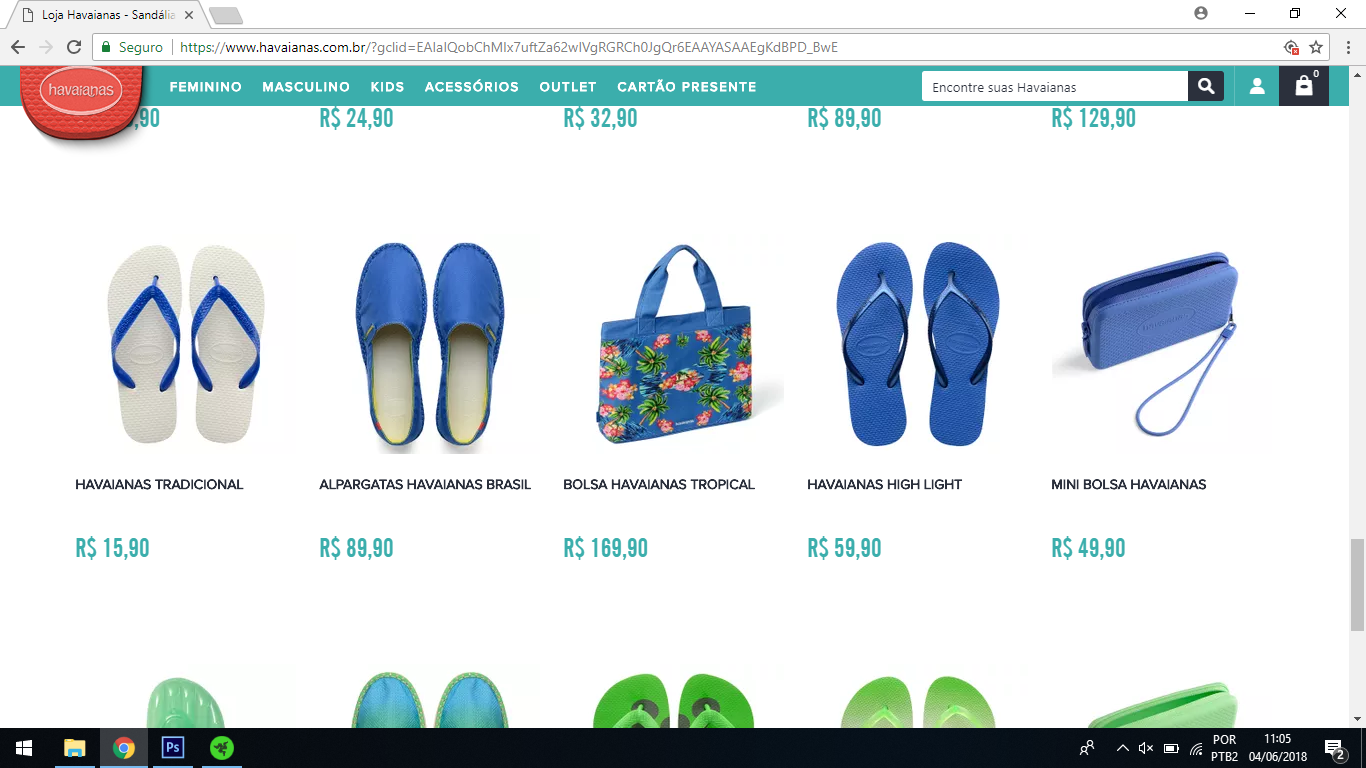 Loja Havaianas - Sandália
Seguro
https://www.havaianas.com.br/?gclid=EAIaIQobChMIx7uftZa62wIVgRGRCh0JgQr6EAAYASAAEgKdBPD_BwE
havaianas
FEMININO MASCULINO KIDS ACESSÓRIOS OUTLET CARTÃO PRESENTE
Encontre suas Havaianas
0
,90 R$ 24,90 R$ 32,90 R$ 89,90 R$ 129,90
HAVAIANAS TRADICIONAL ALPARGATAS HAVAIANAS BRASIL BOLSA HAVAIANAS TROPICAL HAVAIANAS HIGH LIGHT MINI BOLSA HAVAIANAS
R$ 15,90 R$ 89,90 R$ 169,90 R$ 59,90 R$ 49,90
Ps
POR 11:05
PTB2 04/06/2018
2